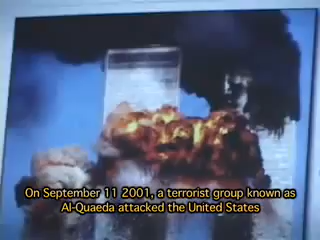 On September 11 2001, a terrorist group known as
Al-Quaeda attacked the United States